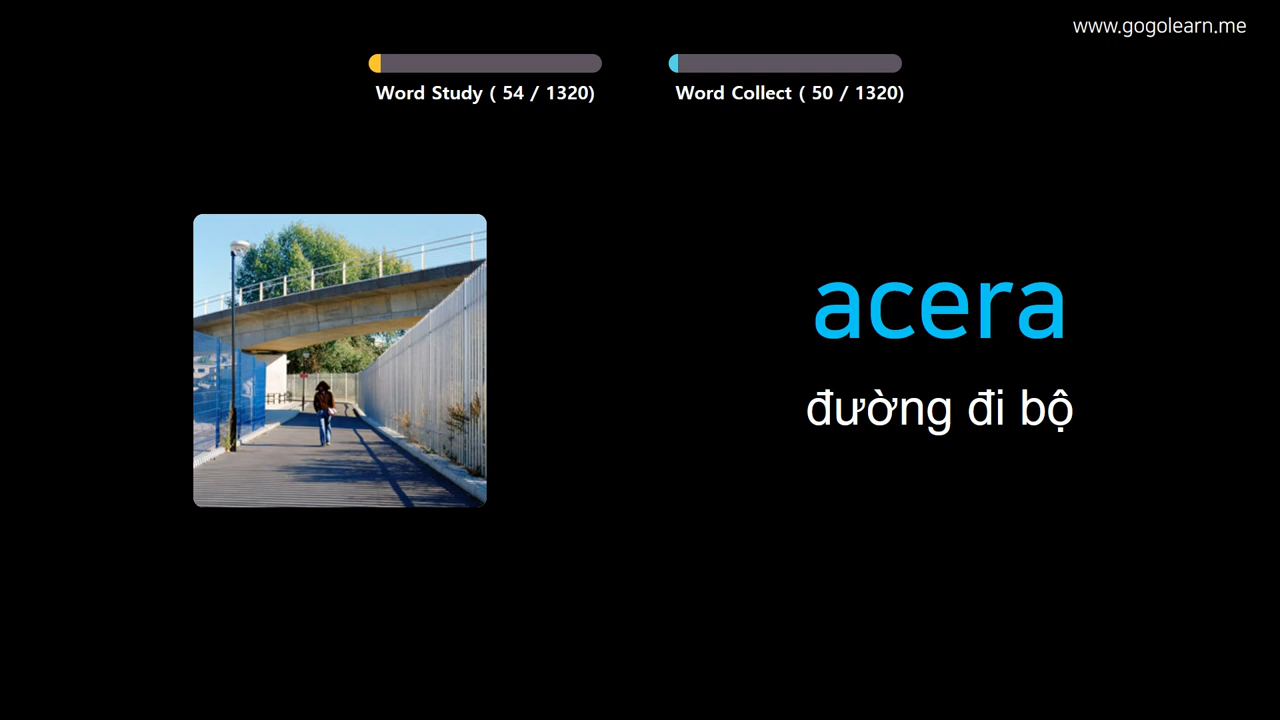 www.gogolearn.me
Word Study ( 54 / 1320)
Word Collect ( 50 / 1320)
acera
đường đi bộ